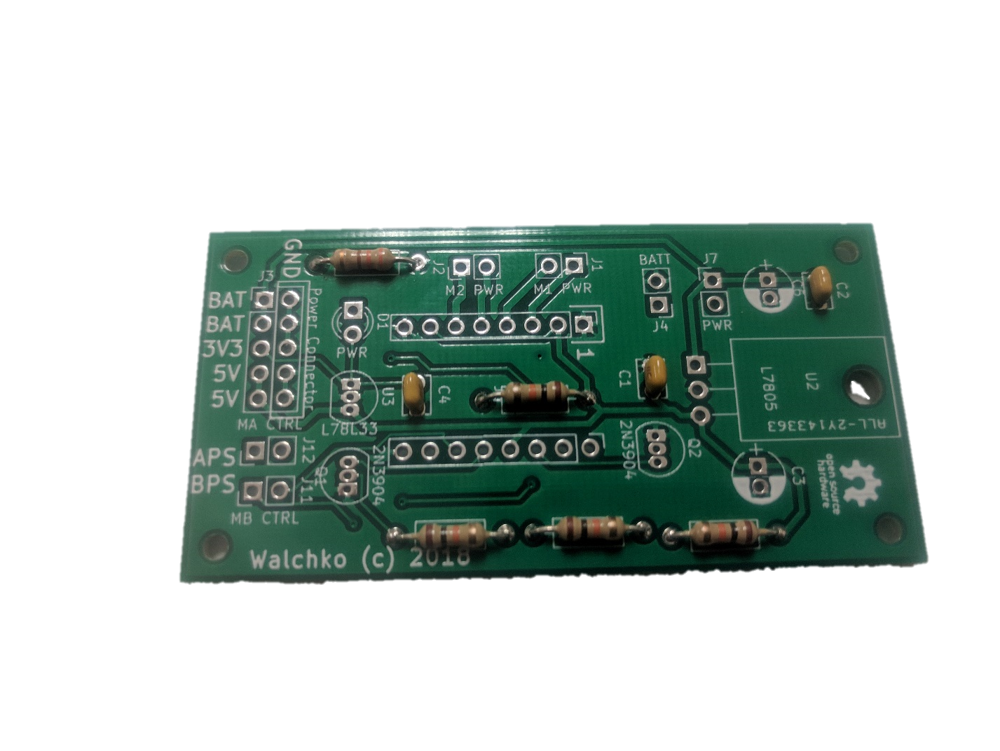 GND
J3
BAT
BAT
3V3
5V
5V
Power Connector
MA CTRL
APS
J12
BPS
J11
MB CTRL
D1
PWR
U3
L78L33
C4
Q1
2N3904
J2
M2 PWR
J1
M1 PWR
1
BATT
J4
J7
PWR
C2
C1
U2
L7805
ALL-2Y143363
2N3904
Q2
C3
open source
hardware
Walchko (c) 2018